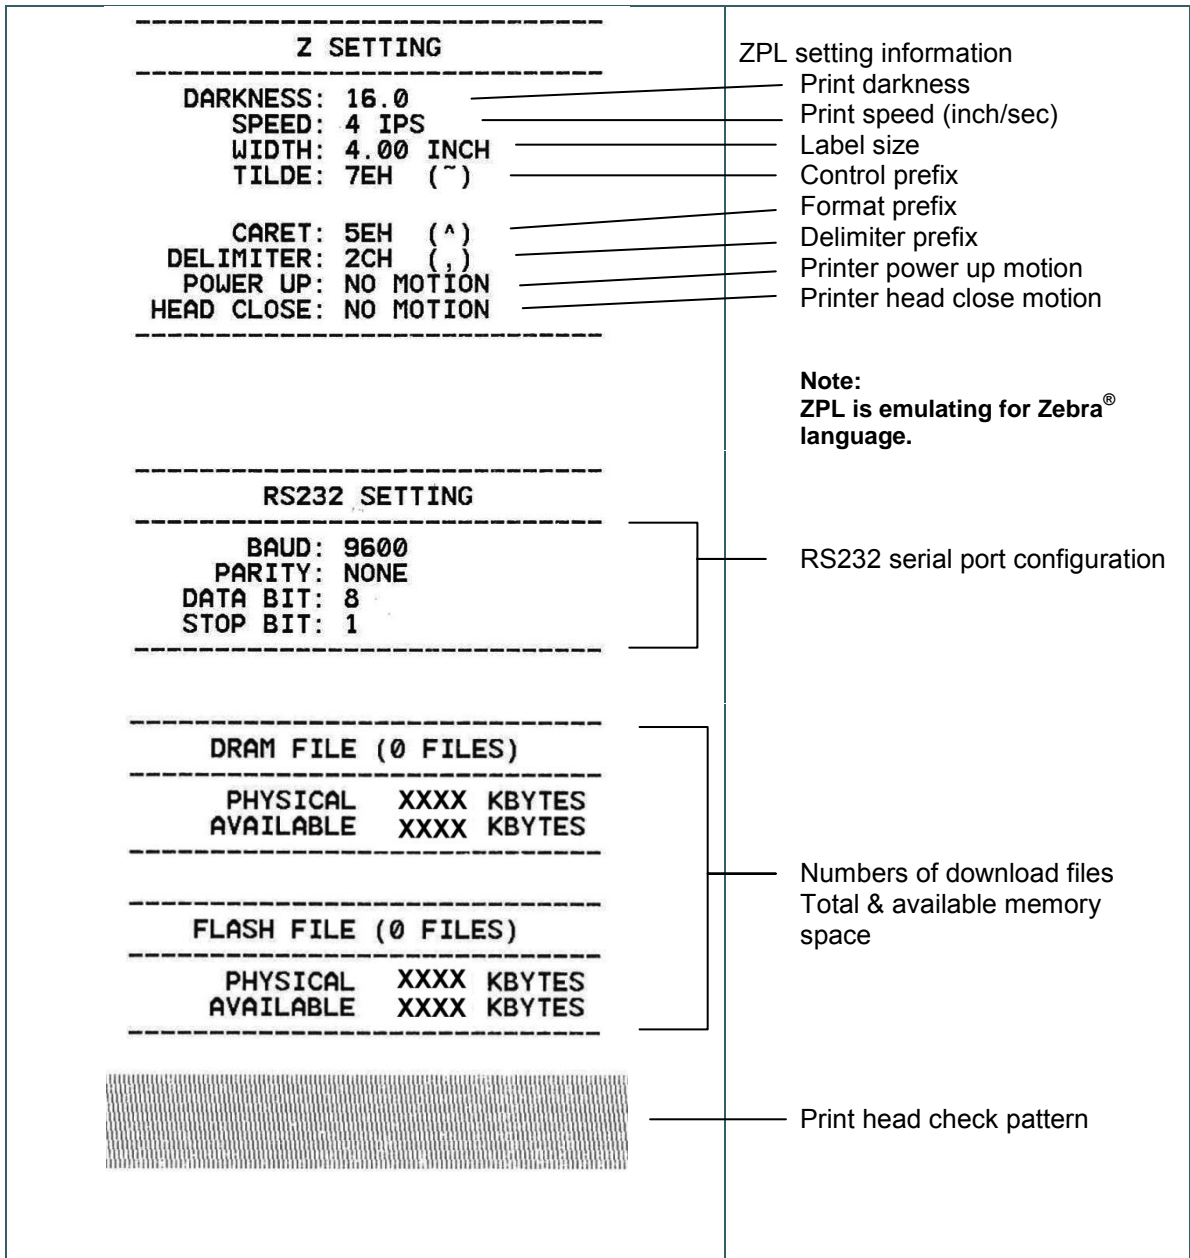 Z SETTING
DARKNESS: 16.0
SPEED: 4 IPS
WIDTH: 4.00 INCH
TILDE: 7EH (~)
CARET: 5EH (^)
DELIMITER: 2CH (,)
POWER UP: NO MOTION
HEAD CLOSE: NO MOTION
ZPL setting information
Print darkness
Print speed (inch/sec)
Label size
Control prefix
Format prefix
Delimiter prefix
Printer power up motion
Printer head close motion
Note:
ZPL is emulating for Zebra®
language.
RS232 SETTING
BAUD: 9600
PARITY: NONE
DATA BIT: 8
STOP BIT: 1
RS232 serial port configuration
DRAM FILE (0 FILES)
PHYSICAL XXXX KBYTES
AVAILABLE XXXX KBYTES
FLASH FILE (0 FILES)
PHYSICAL XXXX KBYTES
AVAILABLE XXXX KBYTES
Numbers of download files
Total & available memory
space
Print head check pattern